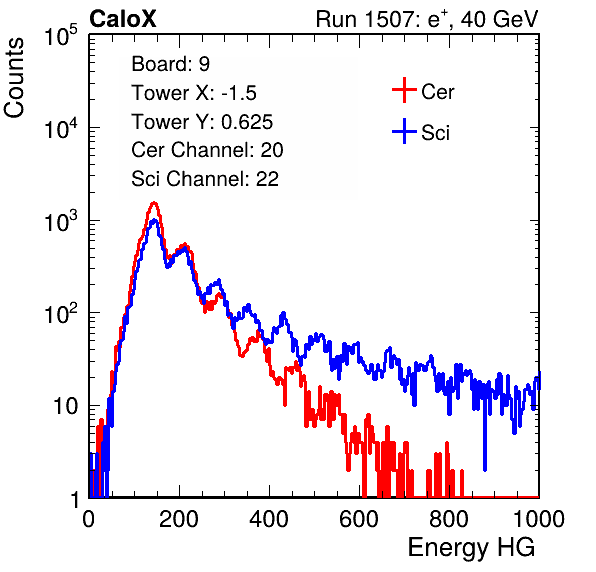 CaloX Run 1507: e⁺, 40 GeV
Counts
10⁵
10⁴
10³
10²
10
1
Board: 9
Tower X: -1.5
Tower Y: 0.625
Cer Channel: 20
Sci Channel: 22
Cer
Sci
0 200 400 600 800 1000
Energy HG